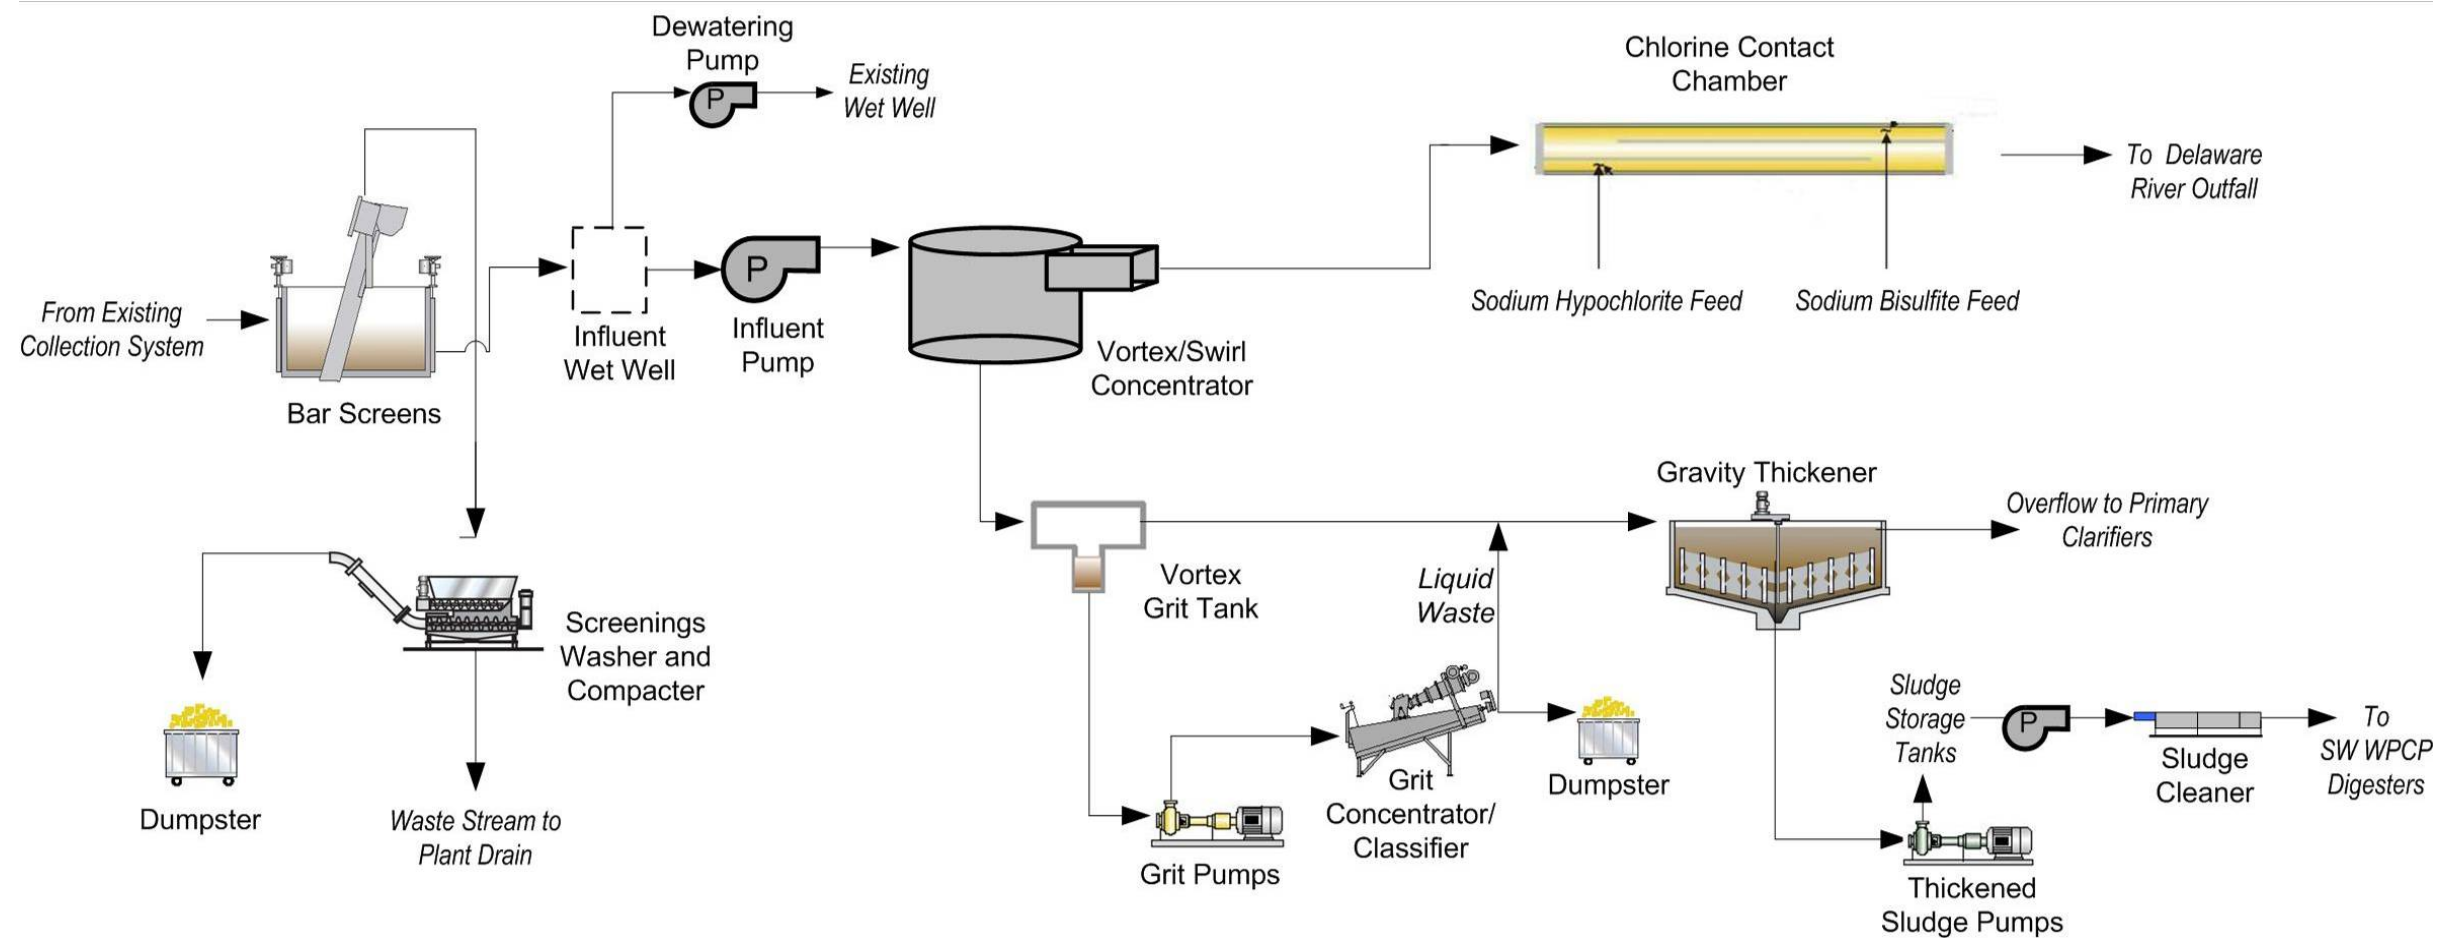 Dewatering
Pump
P
Existing
Wet Well
Chlorine Contact
Chamber
To Delaware
River Outfall
From Existing
Collection System
Bar Screens
Influent
Wet Well
P
Influent
Pump
Vortex/Swirl
Concentrator
Sodium Hypochlorite Feed
Sodium Bisulfite Feed
Gravity Thickener
Overflow to Primary
Clarifiers
Vortex
Grit Tank
Liquid
Waste
Screenings
Washer and
Compacter
Dumpster
Waste Stream to
Plant Drain
Grit Pumps
Grit
Concentrator/
Classifier
Dumpster
Sludge
Storage
Tanks
P
Sludge
Cleaner
To
SW WPCP
Digesters
Thickened
Sludge Pumps